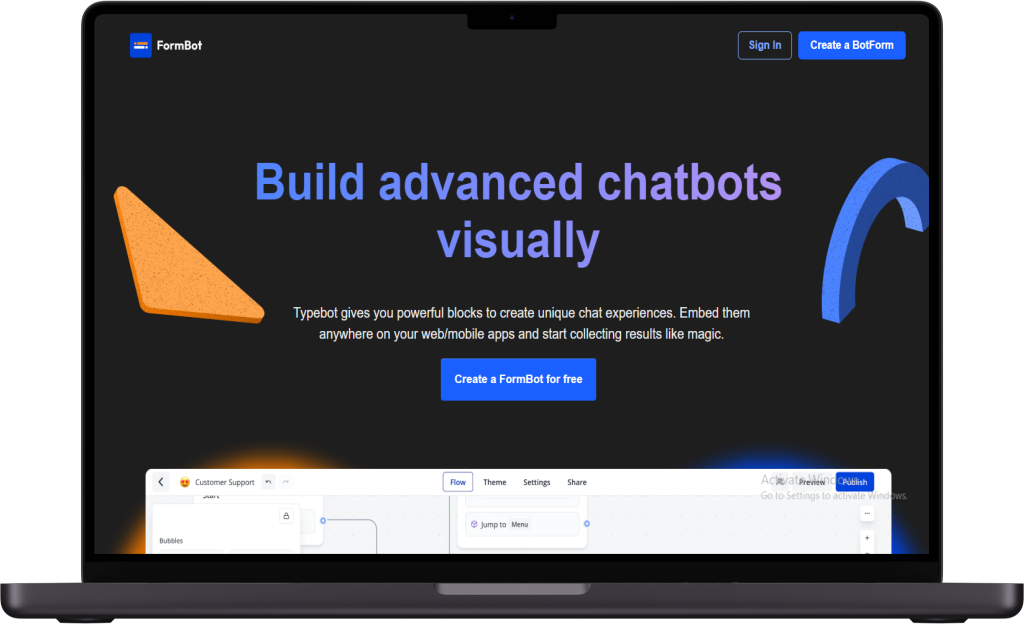 FormBot
Sign In
Create a BotForm
Build advanced chatbots
visually
Typebot gives you powerful blocks to create unique chat experiences. Embed them
anywhere on your web/mobile apps and start collecting results like magic.
Create a FormBot for free
Customer Support
Flow
Theme
Settings
Share
Preview
Publish
Activate Windows
Go to Settings to activate Windows.
Start
Jump to Menu
Bubbles